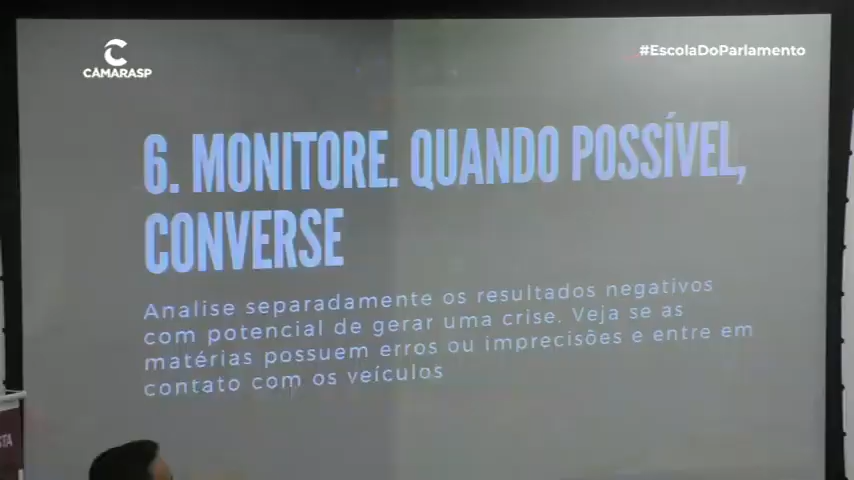 CÂMARASP
#EscolaDoParlamento
6. MONITORE. QUANDO POSSÍVEL,
CONVERSE
Analise separadamente os resultados negativos
com potencial de gerar uma crise. Veja se as
matérias possuem erros ou imprecisões e entre em
contato com os veículos